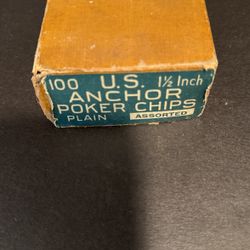 100 U.S. 1½ Inch
ANCHOR
POKER CHIPS
PLAIN ASSORTED